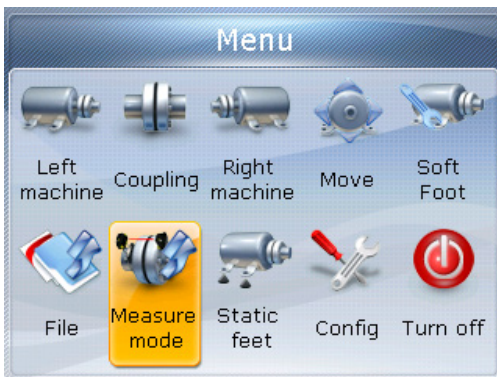 Menu
Left machine
Coupling
Right machine
Move
Soft Foot
File
Measure mode
Static feet
Config
Turn off